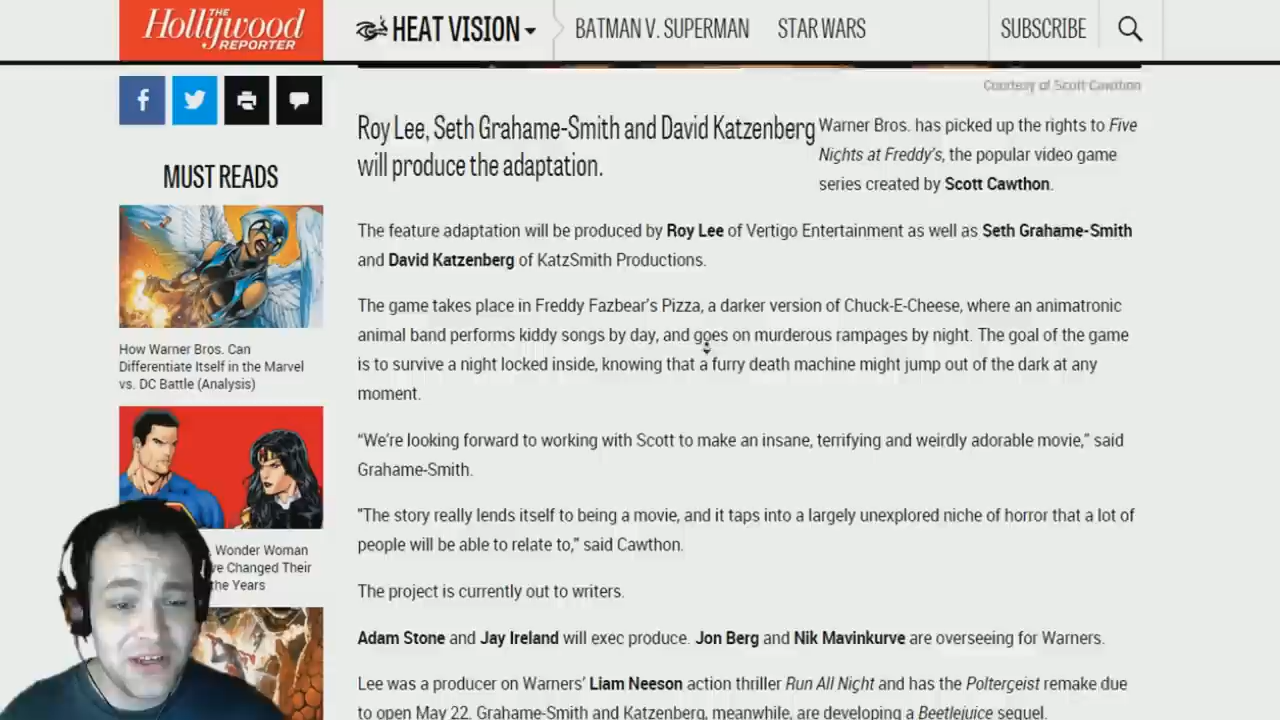 THE
Hollywood
REPORTER
HEAT VISION
BATMAN V. SUPERMAN
STAR WARS
SUBSCRIBE
Courtesy of Scott Cawthon
Roy Lee, Seth Grahame-Smith and David Katzenberg
will produce the adaptation.
Warner Bros. has picked up the rights to Five
Nights at Freddy's, the popular video game
series created by Scott Cawthon.
The feature adaptation will be produced by Roy Lee of Vertigo Entertainment as well as Seth Grahame-Smith
and David Katzenberg of KatzSmith Productions.
The game takes place in Freddy Fazbear's Pizza, a darker version of Chuck-E-Cheese, where an animatronic
animal band performs kiddy songs by day, and goes on murderous rampages by night. The goal of the game
is to survive a night locked inside, knowing that a furry death machine might jump out of the dark at any
moment.
“We're looking forward to working with Scott to make an insane, terrifying and weirdly adorable movie,” said
Grahame-Smith.
"The story really lends itself to being a movie, and it taps into a largely unexplored niche of horror that a lot of
people will be able to relate to,” said Cawthon.
The project is currently out to writers.
Adam Stone and Jay Ireland will exec produce. Jon Berg and Nik Mavinkurve are overseeing for Warners.
Lee was a producer on Warners’ Liam Neeson action thriller Run All Night and has the Poltergeist remake due
to open May 22. Grahame-Smith and Katzenberg, meanwhile, are developing a Beetlejuice sequel.
MUST READS
How Warner Bros. Can
Differentiate Itself in the Marvel
vs. DC Battle (Analysis)
Wonder Woman
ve Changed Their
the Years